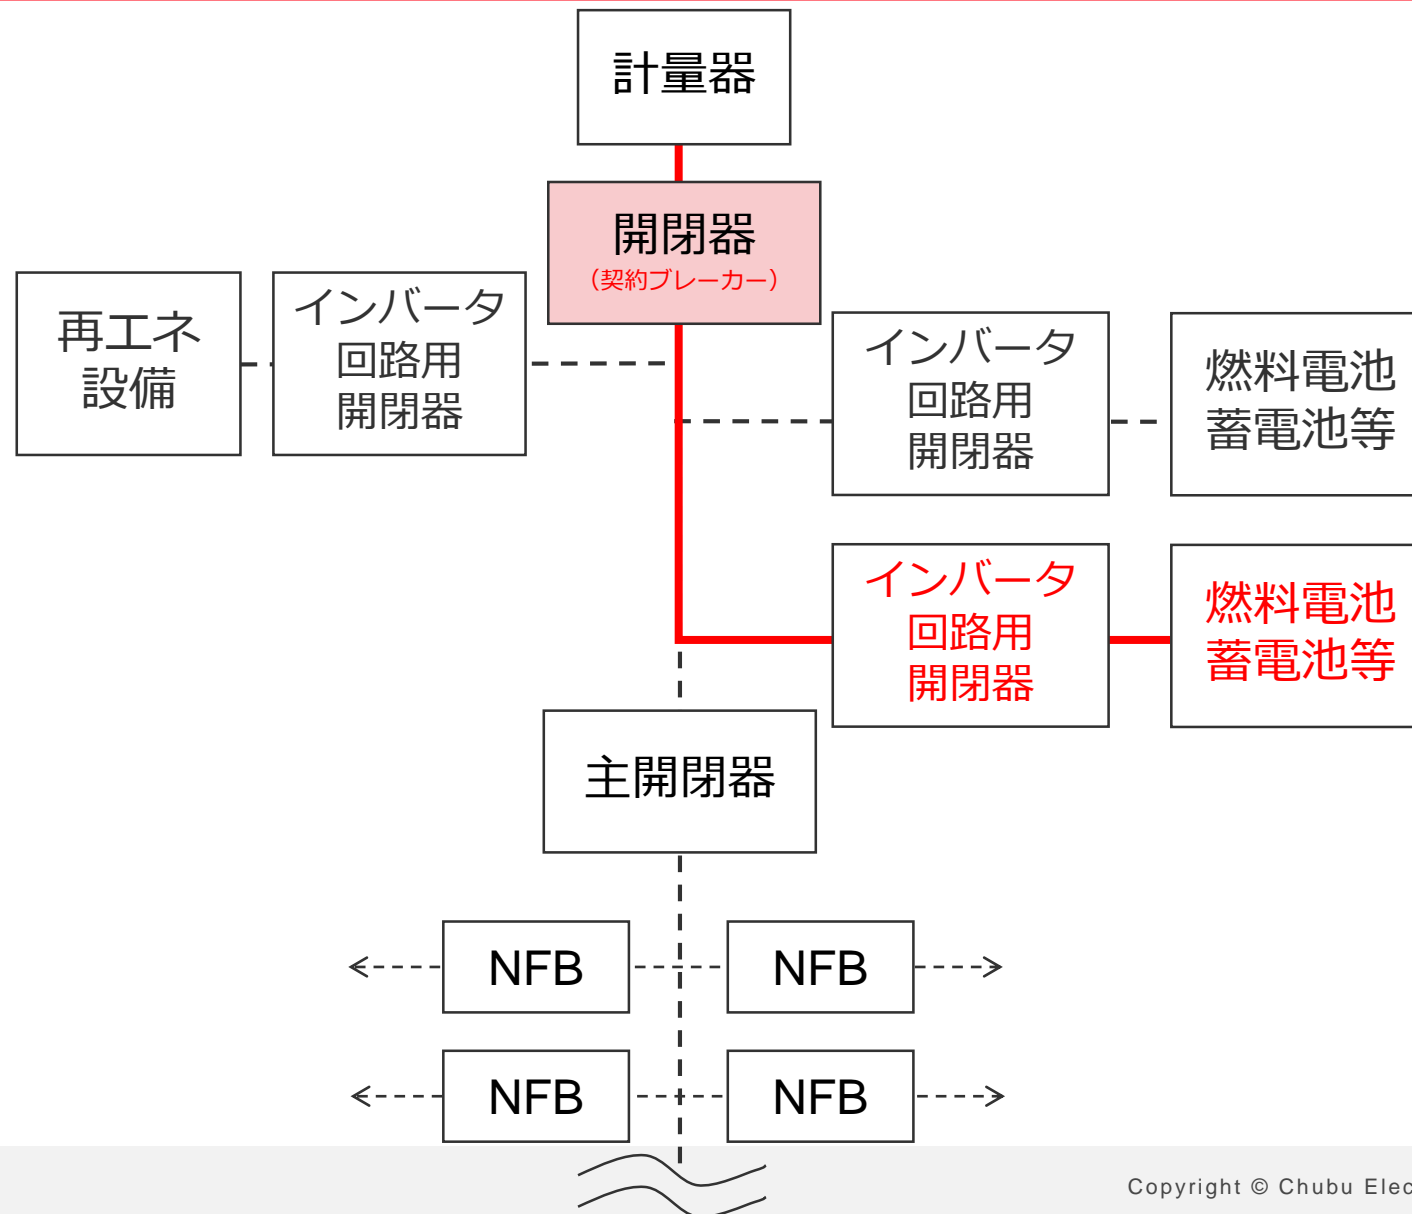 計量器
開閉器
（契約ブレーカー）
再エネ
設備
インバータ
回路用
開閉器
インバータ
回路用
開閉器
燃料電池
蓄電池等
インバータ
回路用
開閉器
燃料電池
蓄電池等
主開閉器
NFB
NFB
NFB
NFB
Copyright © Chubu Elec